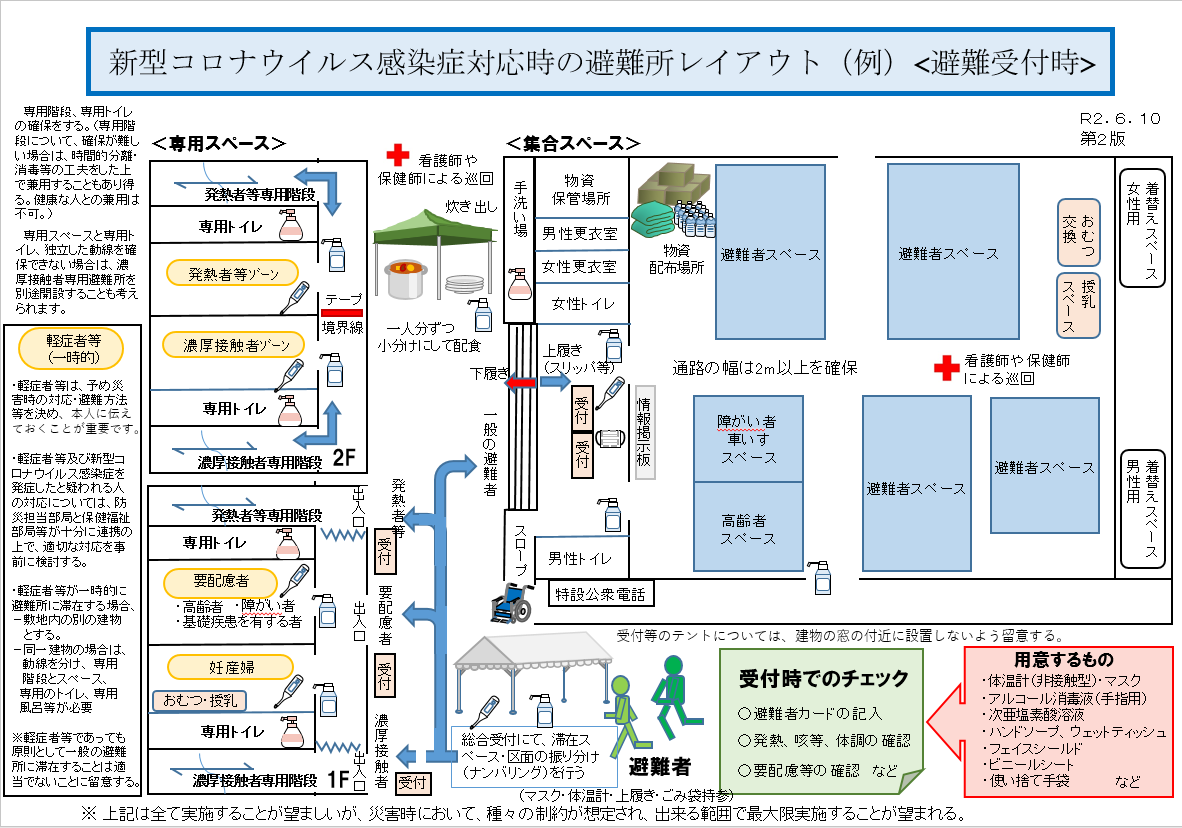 新型コロナウイルス感染症対応時の避難所レイアウト（例）<避難受付時>
R2．6．10
第2版
専用階段、専用トイレ
の確保をする。（専用階
段について、確保が難し
い場合は、時間的分離・
消毒等の工夫をした上
で兼用することもあり得
る。健康な人との兼用は
不可。）
専用スペースと専用ト
イレ、独立した動線を確
保できない場合は、濃
厚接触者専用避難所を
別途開設することも考え
られます。
軽症者等
（一時的）
・軽症者等は、予め災
害時の対応・避難方法
等を決め、本人に伝え
ておくことが重要です。
・軽症者等及び新型コ
ロナウイルス感染症を
発症したと疑われる人
の対応については、防
災担当部局と保健福祉
部局等が十分に連携の
上で、適切な対応を事
前に検討する。
・軽症者等が一時的に
避難所に滞在する場合、
－敷地内の別の建物
とする。
－同一建物の場合は、
動線を分け、専用
階段とスペース、
専用のトイレ、専用
風呂等が必要
※軽症者等であっても
原則として一般の避難
所に滞在することは適
当でないことに留意する。
＜専用スペース＞
発熱者等専用階段
専用トイレ
発熱者等ゾーン
テープ
境界線
濃厚接触者ゾーン
専用トイレ
濃厚接触者専用階段
2F
発熱者等専用階段
専用トイレ
要配慮者
・高齢者　・障がい者
・基礎疾患を有する者
妊産婦
おむつ・授乳
専用トイレ
濃厚接触者専用階段
1F
出入口
出入口
出入口
発熱者等
受付
要配慮者
受付
濃厚接触者
受付
看護師や
保健師による巡回
炊き出し
一人分ずつ
小分けにして配食
一般の避難者
＜集合スペース＞
手洗い場
物資
保管場所
男性更衣室
女性更衣室
女性トイレ
物資
配布場所
下履き
上履き
（スリッパ等）
受付
受付
情報掲示板
スロープ
男性トイレ
特設公衆電話
避難者スペース
避難者スペース
おむつ
交換
授乳
スペース
着替えスペース
女性用
通路の幅は2ｍ以上を確保
看護師や保健師
による巡回
障がい者
車いす
スペース
高齢者
スペース
避難者スペース
避難者スペース
着替えスペース
男性用
受付等のテントについては、建物の窓の付近に設置しないよう留意する。
総合受付にて、滞在ス
ペース・区画の振り分け
（ナンバリング）を行う
避難者
（マスク・体温計・上履き・ごみ袋持参）
受付時でのチェック
○避難者カードの記入
○発熱、咳等、体調の確認
○要配慮等の確認　など
用意するもの
・体温計（非接触型）・マスク
・アルコール消毒液（手指用）
・次亜塩素酸溶液
・ハンドソープ、ウェットティッシュ
・フェイスシールド
・ビニールシート
・使い捨て手袋　　　など
※ 上記は全て実施することが望ましいが、災害時において、種々の制約が想定され、出来る範囲で最大限実施することが望まれる。